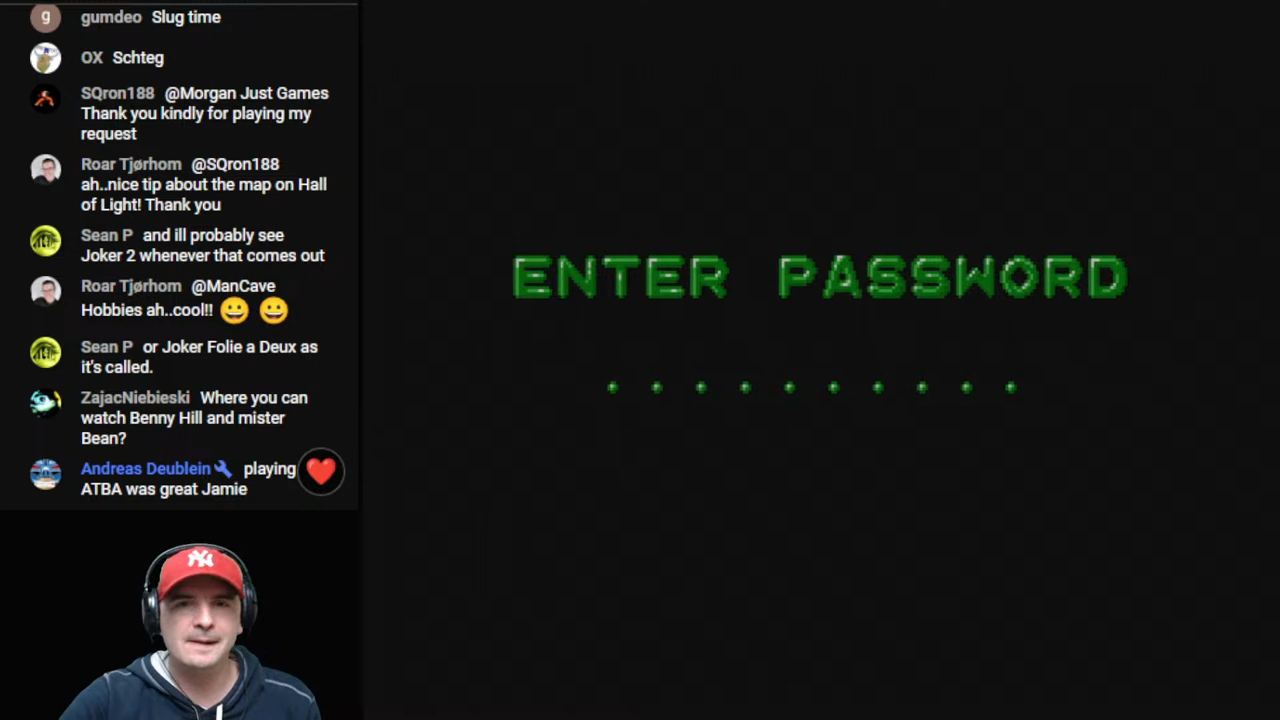 g gumdeo Slug time
OX Schteg
SQron188 @Morgan Just Games
Thank you kindly for playing my
request
Roar Tjørhom @SQron188
ah..nice tip about the map on Hall
of Light! Thank you
Sean P and ill probably see
Joker 2 whenever that comes out
Roar Tjørhom @ManCave
Hobbies ah..cool!! 😀 😀
Sean P or Joker Folie a Deux as
it's called.
ZajacNiebieski Where you can
watch Benny Hill and mister
Bean?
Andreas Deublein playing
ATBA was great Jamie
NY
ENTER PASSWORD
. . . . . . . . . .